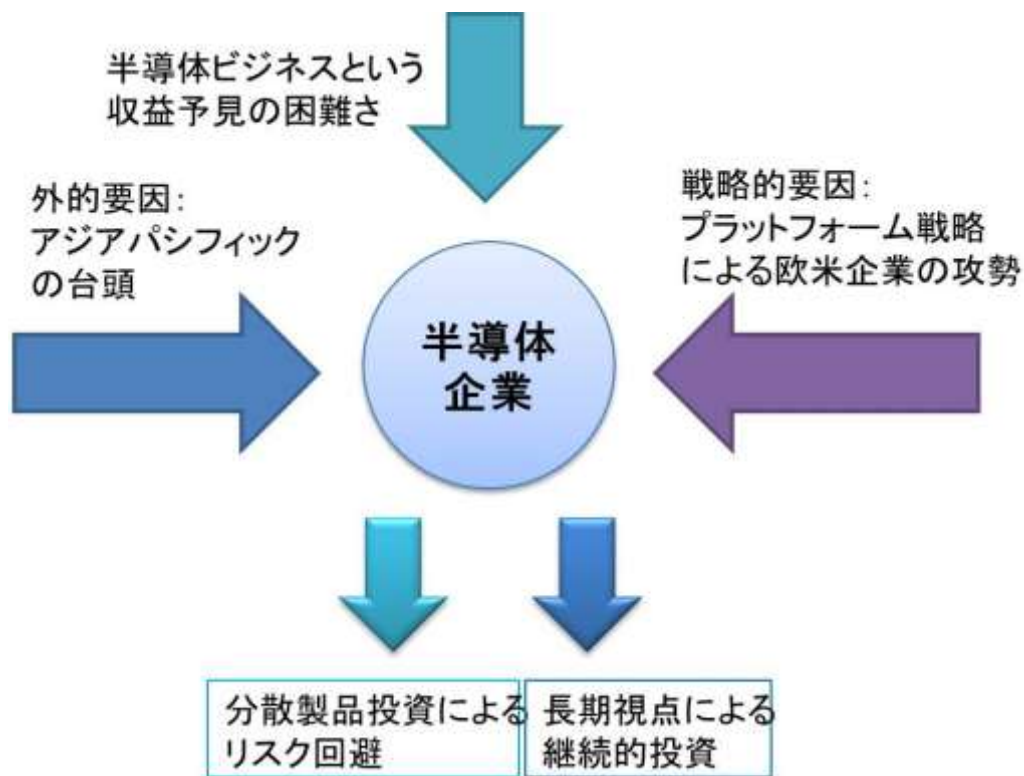 半導体ビジネスという
収益予見の困難さ
外的要因：
アジアパシフィック
の台頭
戦略的要因：
プラットフォーム戦略
による欧米企業の攻勢
半導体
企業
分散製品投資による
リスク回避
長期視点による
継続的投資